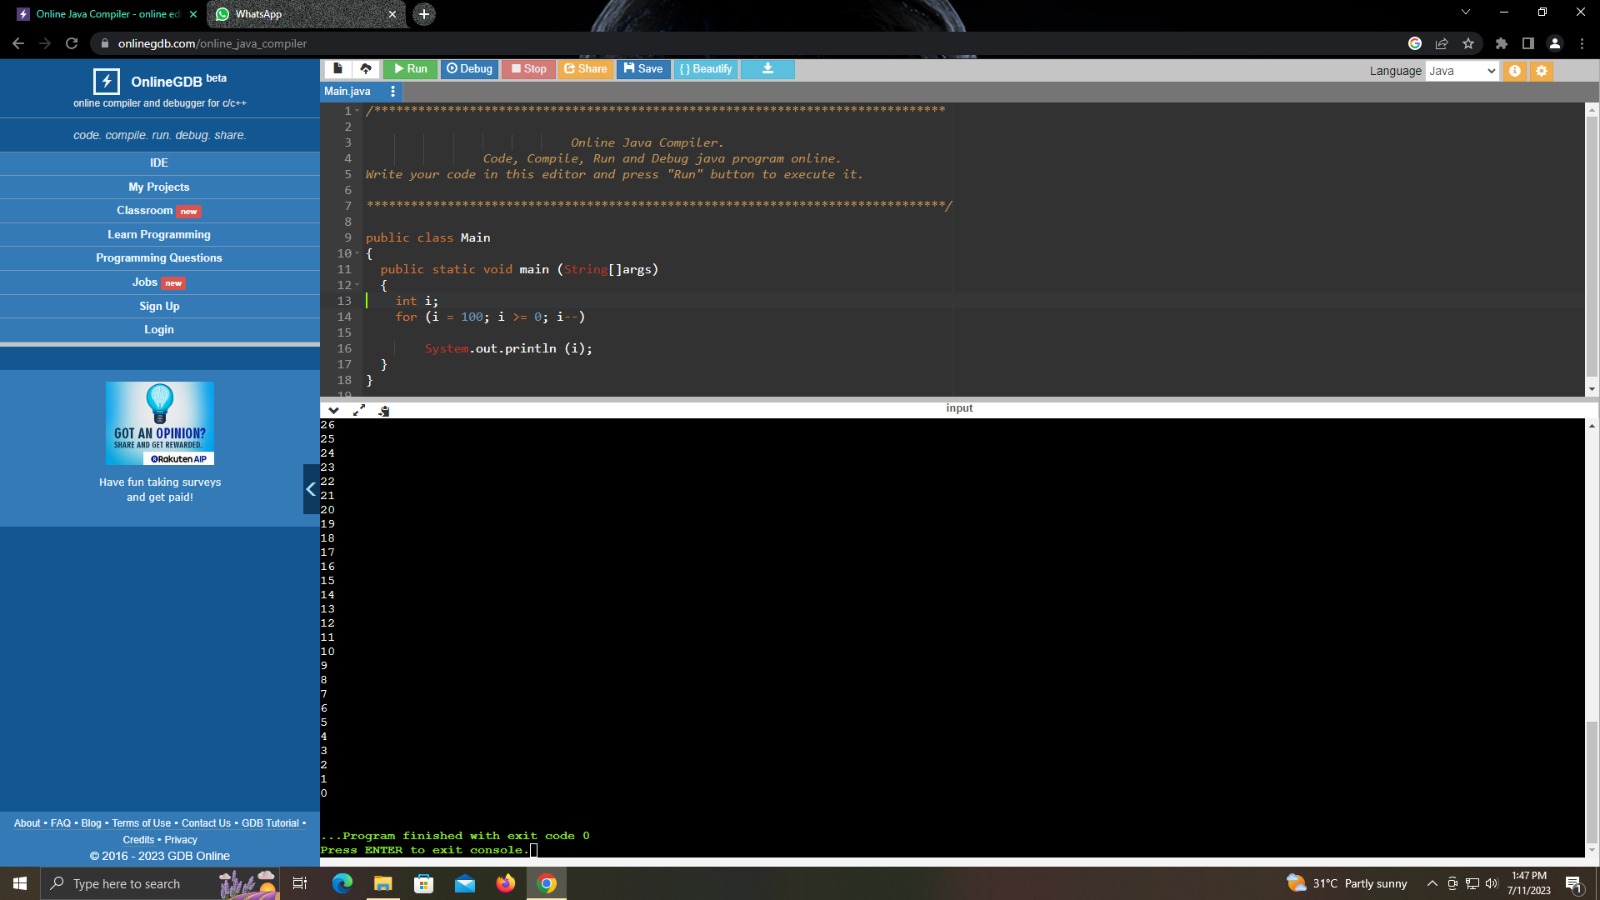 Online Java Compiler - online ed
WhatsApp
onlinegdb.com/online_java_compiler
OnlineGDB beta
online compiler and debugger for c/c++
code. compile. run. debug. share.
IDE
My Projects
Classroom new
Learn Programming
Programming Questions
Jobs new
Sign Up
Login
GOT AN OPINION?
SHARE AND GET REWARDED.
Rakuten AIP
Have fun taking surveys
and get paid!
About • FAQ • Blog • Terms of Use • Contact Us • GDB Tutorial •
Credits • Privacy
© 2016 - 2023 GDB Online
Run Debug Stop Share Save { } Beautify
Language Java
Main.java
1 /******************************************************************************
2
3 Online Java Compiler.
4 Code, Compile, Run and Debug java program online.
5 Write your code in this editor and press "Run" button to execute it.
6
7 *******************************************************************************/
8
9 public class Main
10 {
11 public static void main (String[]args)
12 {
13 int i;
14 for (i = 100; i >= 0; i--)
15
16 System.out.println (i);
17 }
18 }
19
input
26
25
24
23
22
21
20
19
18
17
16
15
14
13
12
11
10
9
8
7
6
5
4
3
2
1
0
...Program finished with exit code 0
Press ENTER to exit console.
Type here to search
31°C Partly sunny
1:47 PM
7/11/2023
1